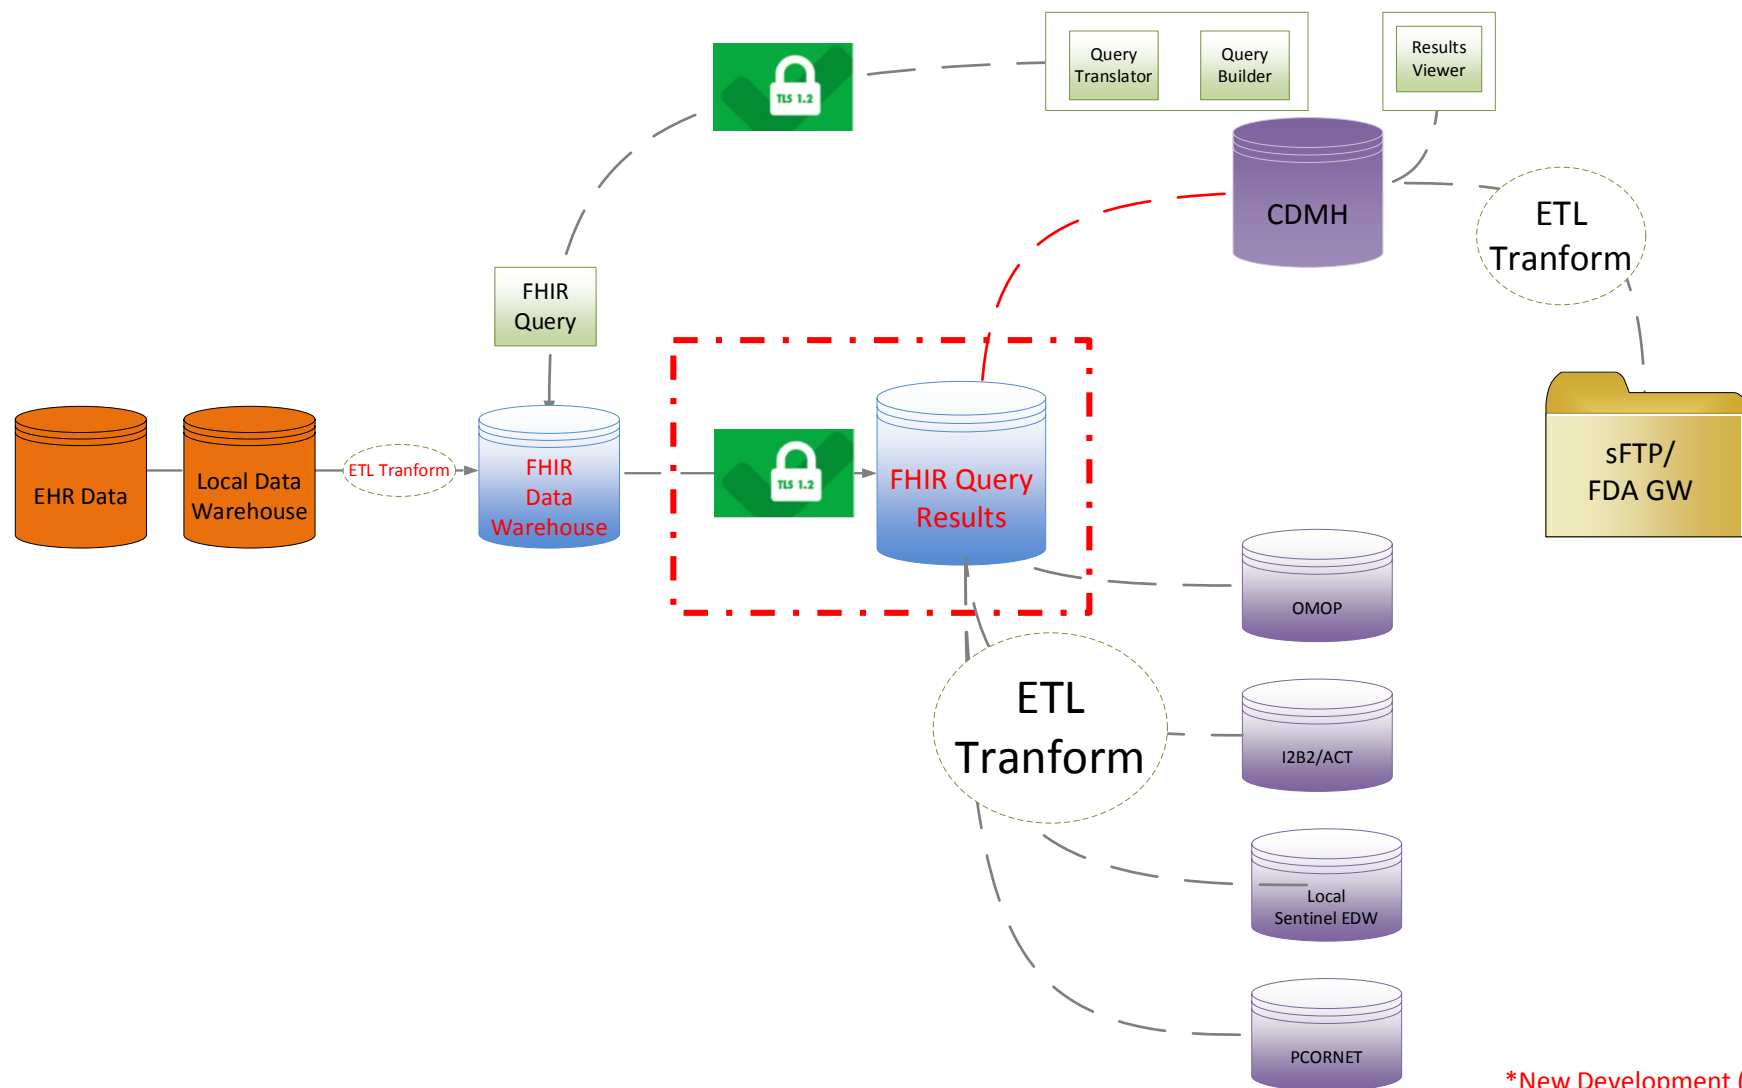 Query
Translator
Query
Builder
Results
Viewer
TLS 1.2
CDMH
ETL
Tranform
FHIR
Query
EHR Data
Local Data
Warehouse
ETL Tranform
FHIR
Data
Warehouse
TLS 1.2
FHIR Query
Results
sFTP/
FDA GW
OMOP
ETL
Tranform
I2B2/ACT
Local
Sentinel EDW
PCORNET
*New Development (